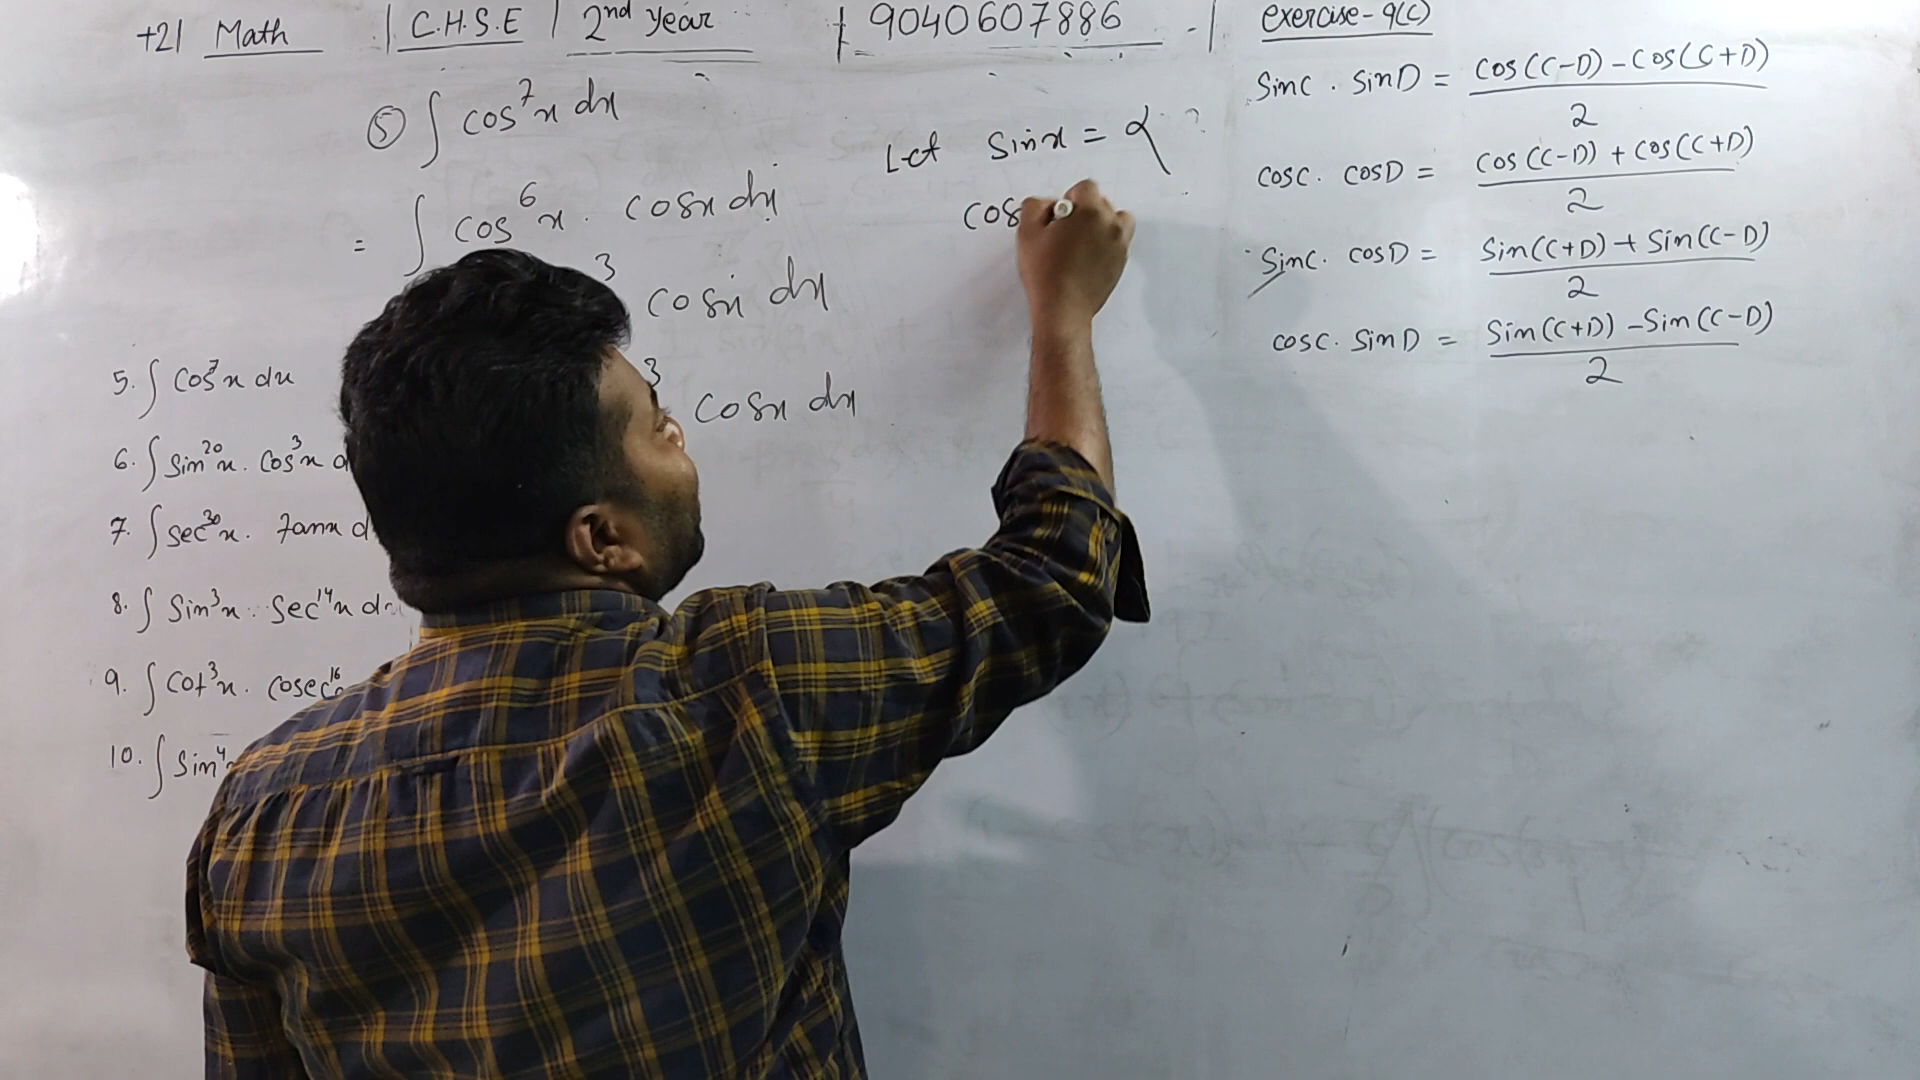 +21 Math | C.H.S.E | 2nd Year | 9040607886 - | exercise-9(C)
⑤ ∫ cos⁷x dx
= ∫ cos⁶x . cosx dx
³ cosx dx
³ cosx dx
Let sinx = α
cos
5. ∫ cos⁷x dx
6. ∫ sin²⁰x . cos³x d
7. ∫ sec³⁰x . tanx d
8. ∫ sin³x . sec¹⁴x dx
9. ∫ cot³x . cosec¹⁶
10. ∫ sin⁴
sinC . sinD = cos(C-D) - cos(C+D) / 2
cosC . cosD = cos(C-D) + cos(C+D) / 2
sinC . cosD = sin(C+D) + sin(C-D) / 2
cosC . sinD = sin(C+D) - sin(C-D) / 2